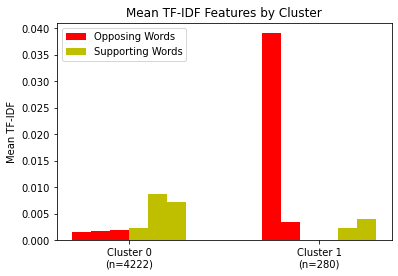 Mean TF-IDF Features by Cluster
Opposing Words
Supporting Words
Mean TF-IDF
0.040
0.035
0.030
0.025
0.020
0.015
0.010
0.005
0.000
Cluster 0
(n=4222)
Cluster 1
(n=280)